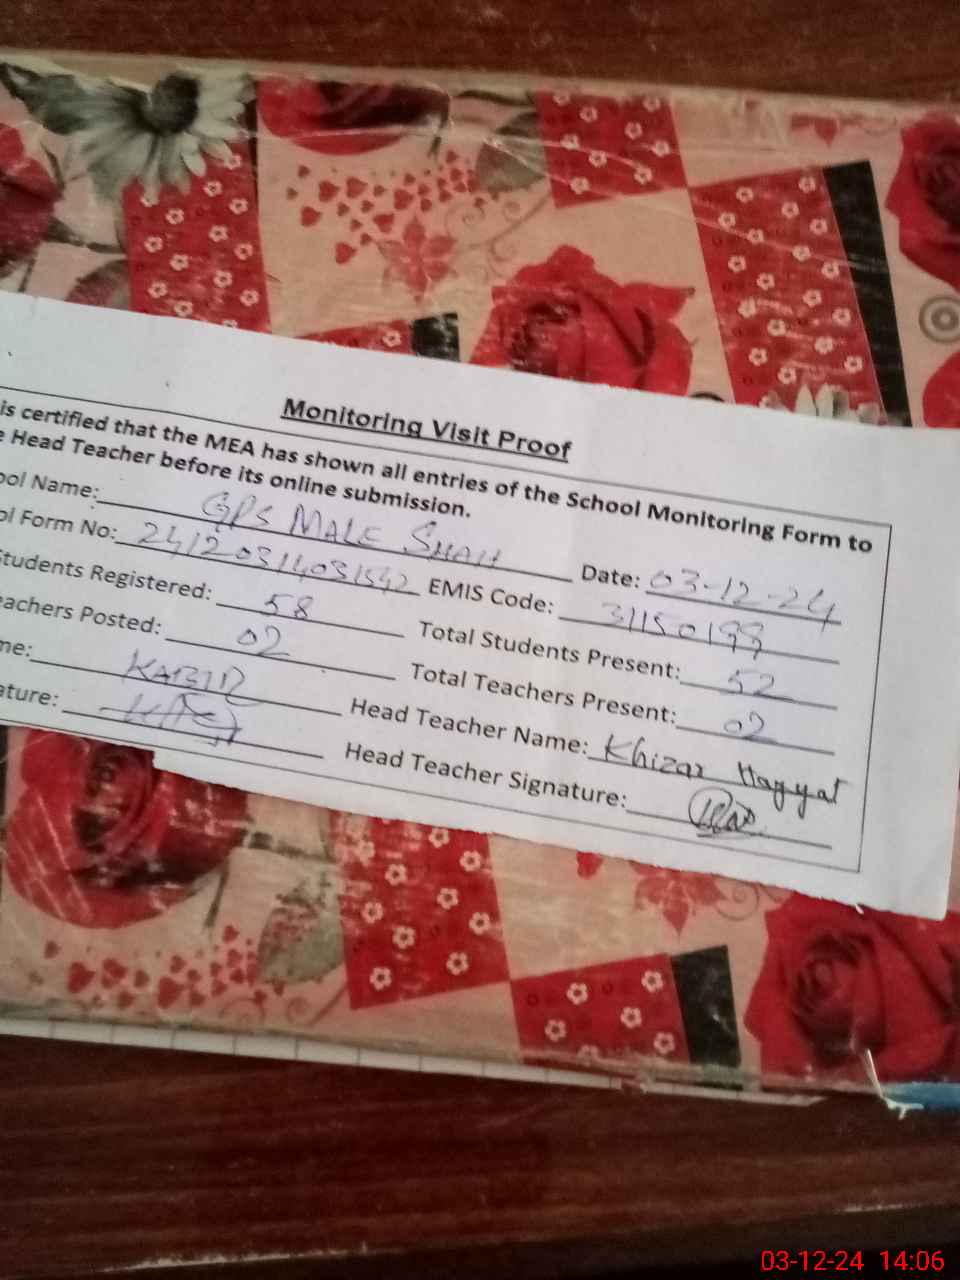 Monitoring Visit Proof
is certified that the MEA has shown all entries of the School Monitoring Form to
e Head Teacher before its online submission.
ool Name: GPS MALE SHAH Date: 03-12-24
ol Form No: 24120314031542 EMIS Code: 31150199
Students Registered: 58 Total Students Present: 52
eachers Posted: 02 Total Teachers Present: 02
me: KABIR Head Teacher Name: Khizar Hayyat
ature: Head Teacher Signature:
03-12-24 14:06